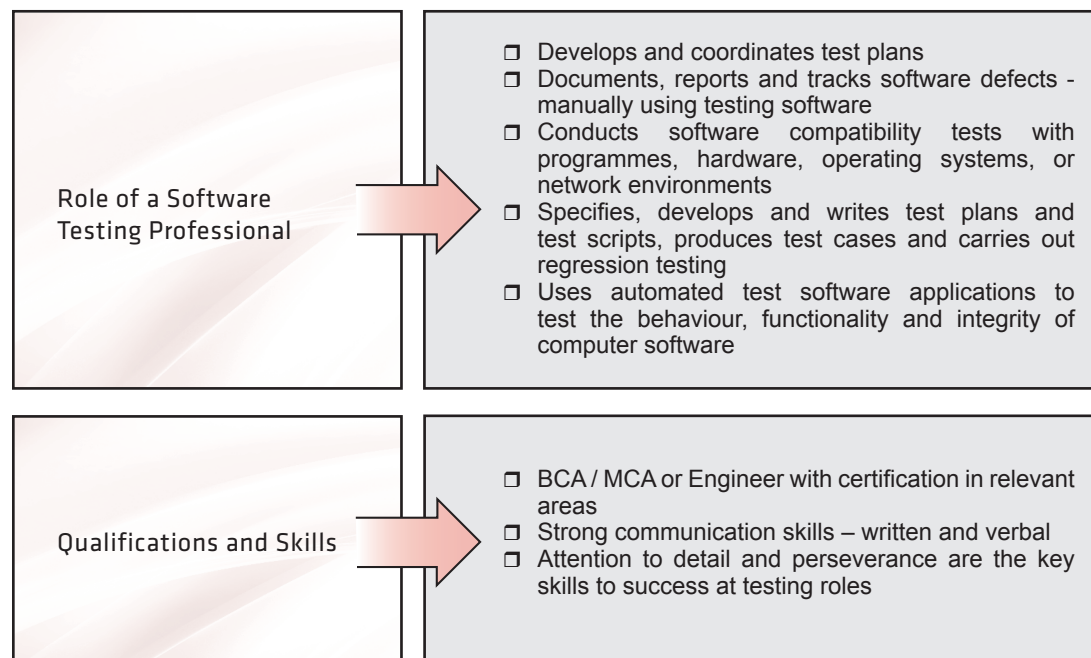 Role of a Software
Testing Professional
❒ Develops and coordinates test plans
❒ Documents, reports and tracks software defects -
manually using testing software
❒ Conducts software compatibility tests with
programmes, hardware, operating systems, or
network environments
❒ Specifies, develops and writes test plans and
test scripts, produces test cases and carries out
regression testing
❒ Uses automated test software applications to
test the behaviour, functionality and integrity of
computer software
Qualifications and Skills
❒ BCA / MCA or Engineer with certification in relevant
areas
❒ Strong communication skills – written and verbal
❒ Attention to detail and perseverance are the key
skills to success at testing roles